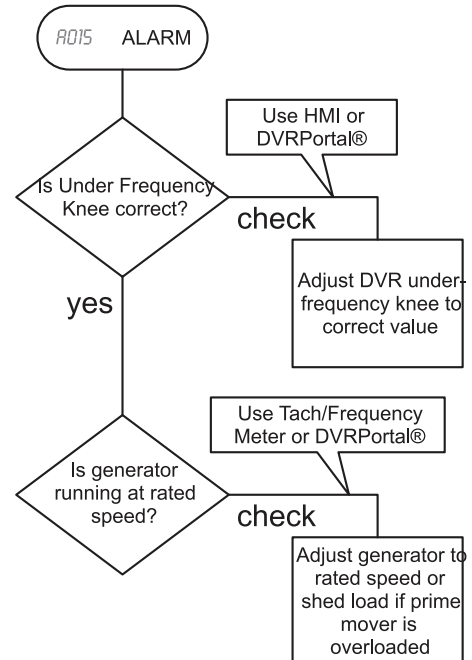 A015 ALARM
Use HMI or
DVRPortal®
Is Under Frequency
Knee correct?
check
Adjust DVR under-
frequency knee to
correct value
yes
Use Tach/Frequency
Meter or DVRPortal®
Is generator
running at rated
speed?
check
Adjust generator to
rated speed or
shed load if prime
mover is
overloaded